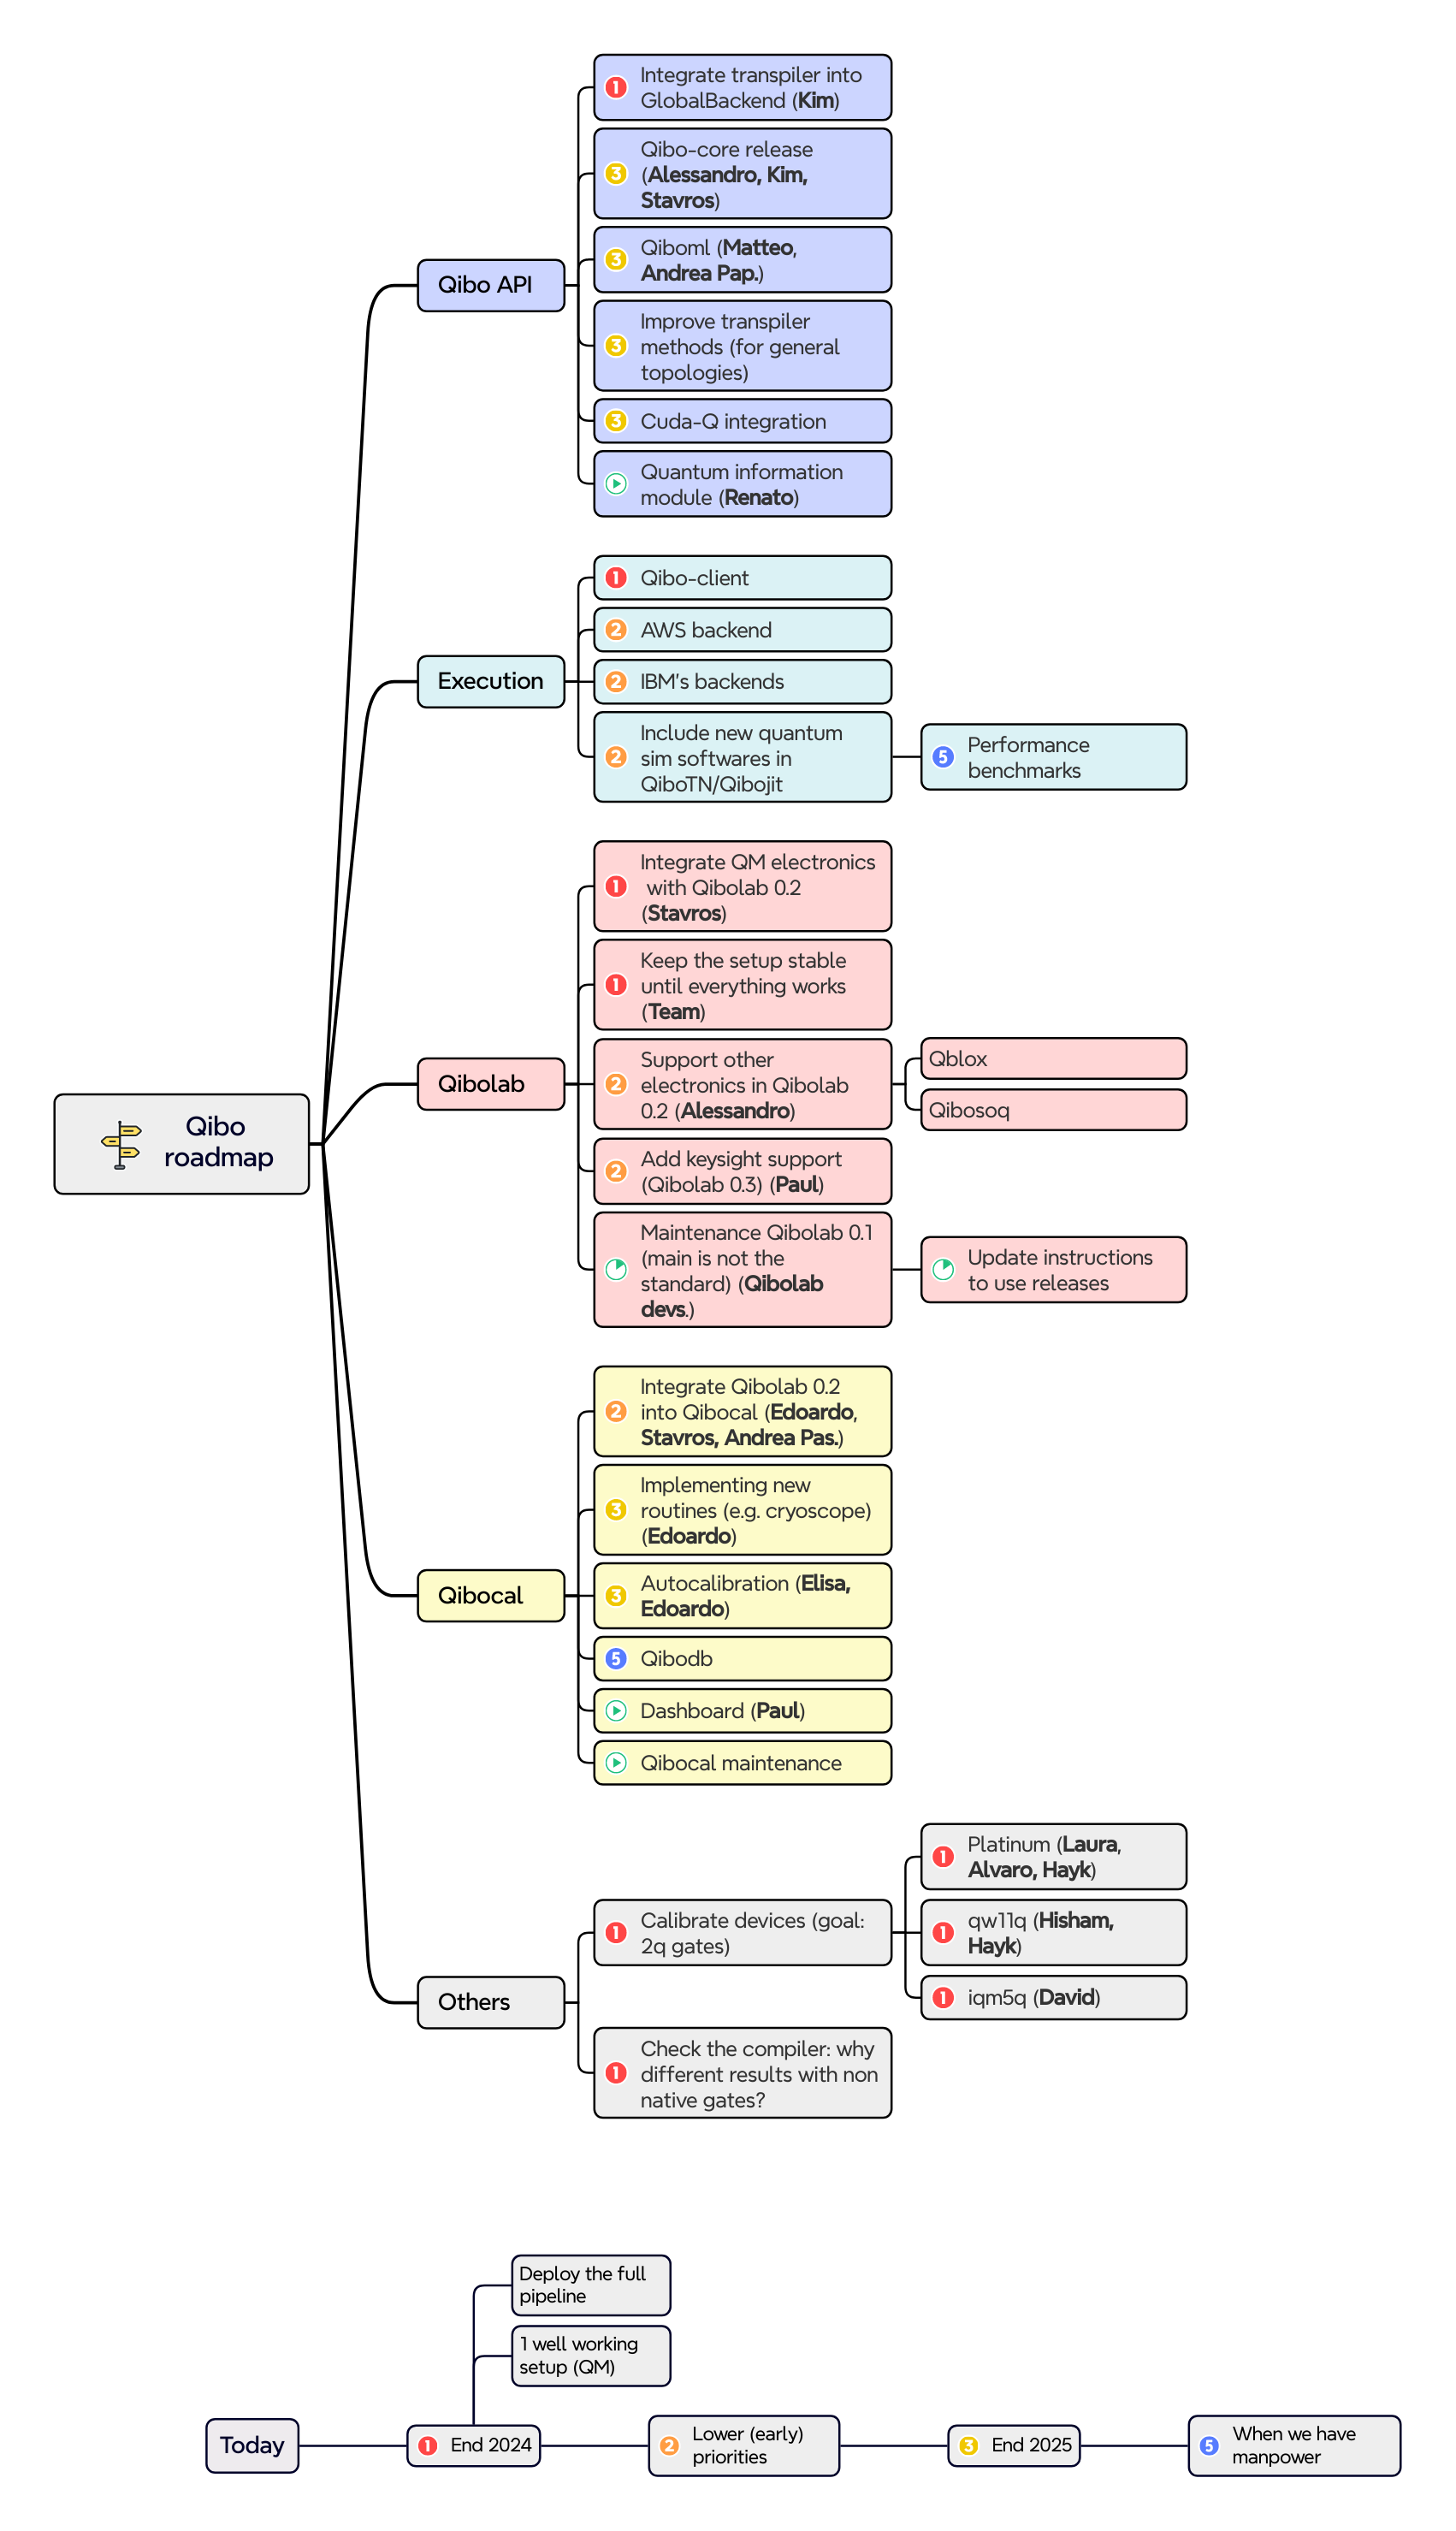 Qibo
roadmap
Qibo API
1 Integrate transpiler into
GlobalBackend (Kim)
3 Qibo-core release
(Alessandro, Kim,
Stavros)
3 Qiboml (Matteo,
Andrea Pap.)
3 Improve transpiler
methods (for general
topologies)
3 Cuda-Q integration
Quantum information
module (Renato)
Execution
1 Qibo-client
2 AWS backend
2 IBM's backends
2 Include new quantum
sim softwares in
QiboTN/Qibojit
5 Performance
benchmarks
Qibolab
1 Integrate QM electronics
with Qibolab 0.2
(Stavros)
1 Keep the setup stable
until everything works
(Team)
2 Support other
electronics in Qibolab
0.2 (Alessandro)
Qblox
Qibosoq
2 Add keysight support
(Qibolab 0.3) (Paul)
Maintenance Qibolab 0.1
(main is not the
standard) (Qibolab
devs.)
Update instructions
to use releases
Qibocal
2 Integrate Qibolab 0.2
into Qibocal (Edoardo,
Stavros, Andrea Pas.)
3 Implementing new
routines (e.g. cryoscope)
(Edoardo)
3 Autocalibration (Elisa,
Edoardo)
5 Qibodb
Dashboard (Paul)
Qibocal maintenance
Others
1 Calibrate devices (goal:
2q gates)
1 Platinum (Laura,
Alvaro, Hayk)
1 qw11q (Hisham,
Hayk)
1 iqm5q (David)
1 Check the compiler: why
different results with non
native gates?
Deploy the full
pipeline
1 well working
setup (QM)
Today
1 End 2024
2 Lower (early)
priorities
3 End 2025
5 When we have
manpower